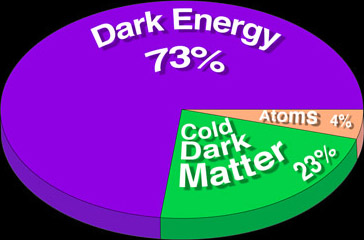 Dark Energy
73%
Atoms 4%
Cold
Dark
Matter
23%